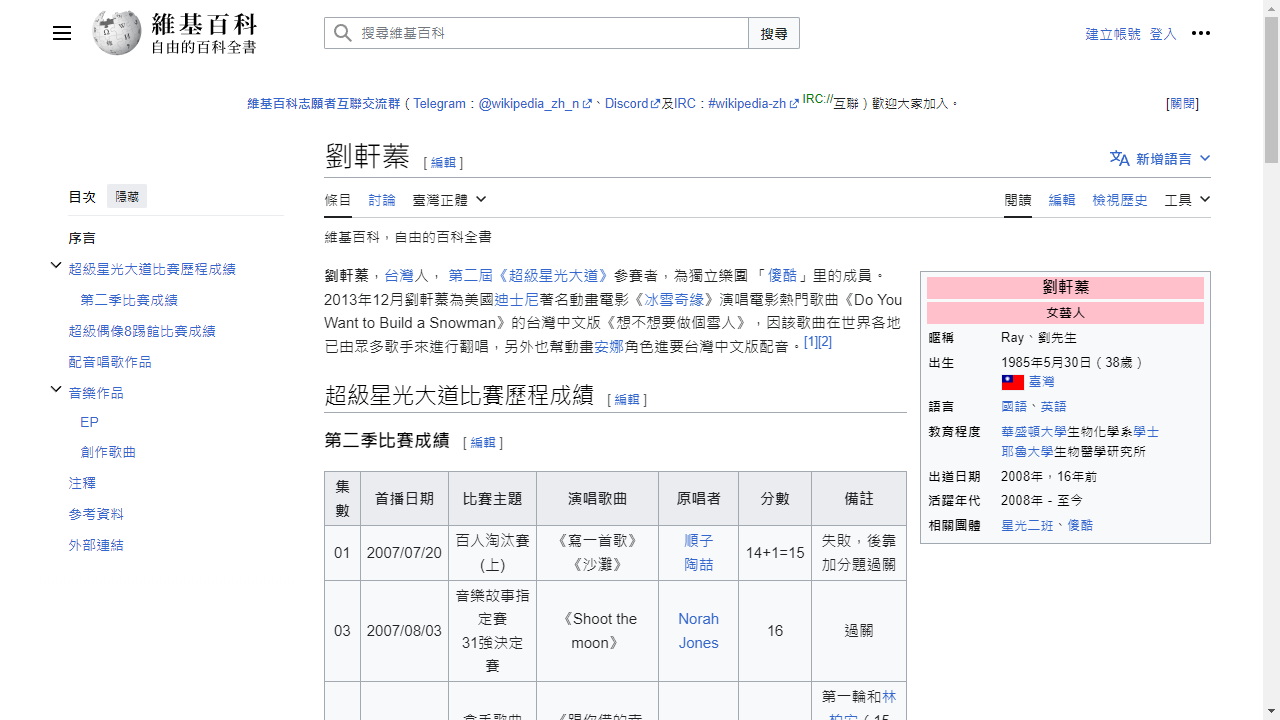 維基百科
自由的百科全書
搜尋維基百科
搜尋
建立帳號 登入
維基百科志願者互聯交流群（Telegram：@wikipedia_zh_n、Discord及IRC：#wikipedia-zh IRC://互聯）歡迎大家加入。
[關閉]
劉軒蓁 [編輯]
新增語言
目次 隱藏
條目 討論 臺灣正體
閱讀 編輯 檢視歷史 工具
序言
超級星光大道比賽歷程成績
第二季比賽成績
超級偶像8踢館比賽成績
配音唱歌作品
音樂作品
EP
創作歌曲
注釋
參考資料
外部連結
維基百科，自由的百科全書
劉軒蓁，台灣人， 第二屆《超級星光大道》參賽者，為獨立樂團 「傻酷」里的成員。
2013年12月劉軒蓁為美國迪士尼著名動畫電影《冰雪奇緣》演唱電影熱門歌曲《Do You
Want to Build a Snowman》的台灣中文版《想不想要做個雪人》，因該歌曲在世界各地
已由眾多歌手來進行翻唱，另外也幫動畫安娜角色進要台灣中文版配音。[1][2]
劉軒蓁
女藝人
暱稱 Ray、劉先生
出生 1985年5月30日（38歲）
臺灣
語言 國語、英語
教育程度 華盛頓大學生物化學系學士
耶魯大學生物醫學研究所
出道日期 2008年，16年前
活躍年代 2008年－至今
相關團體 星光二班、傻酷
超級星光大道比賽歷程成績 [編輯]
第二季比賽成績 [編輯]
集數 首播日期 比賽主題 演唱歌曲 原唱者 分數 備註
01 2007/07/20 百人淘汰賽(上) 《寫一首歌》《沙灘》 順子 陶喆 14+1=15 失敗，後靠加分題過關
03 2007/08/03 音樂故事指定賽 31強決定賽 《Shoot the moon》 Norah Jones 16 過關
第一輪和林